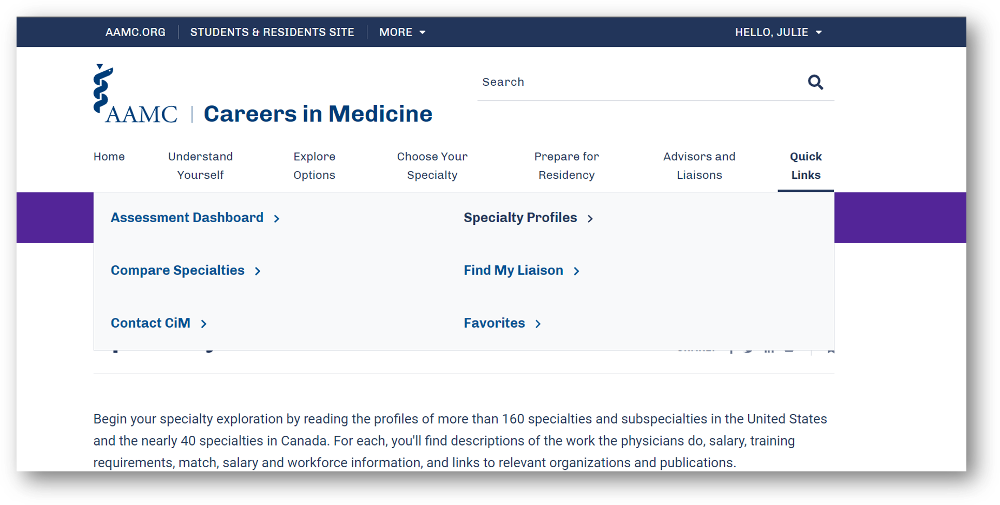 AAMC.ORG
STUDENTS & RESIDENTS SITE
MORE
HELLO, JULIE
Search
AAMC
Careers in Medicine
Home
Understand
Yourself
Explore
Options
Choose Your
Specialty
Prepare for
Residency
Advisors and
Liaisons
Quick
Links
Assessment Dashboard
Specialty Profiles
Compare Specialties
Find My Liaison
Contact CiM
Favorites
Begin your specialty exploration by reading the profiles of more than 160 specialties and subspecialties in the United States
and the nearly 40 specialties in Canada. For each, you'll find descriptions of the work the physicians do, salary, training
requirements, match, salary and workforce information, and links to relevant organizations and publications.